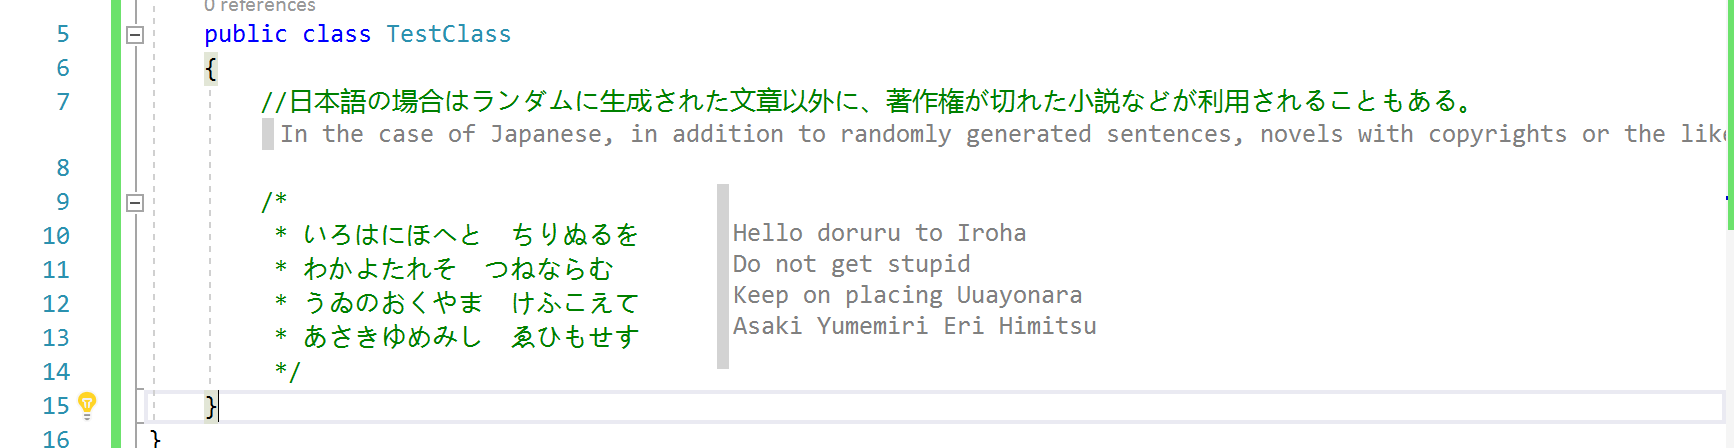 0 references
5 public class TestClass
6 {
7 //日本語の場合はランダムに生成された文章以外に、著作権が切れた小説などが利用されることもある。
In the case of Japanese, in addition to randomly generated sentences, novels with copyrights or the like
8
9 /*
10 * いろはにほへと　ちりぬるを
Hello doruru to Iroha
11 * わかよたれそ　つねならむ
Do not get stupid
12 * うゐのおくやま　けふこえて
Keep on placing Uuayonara
13 * あさきゆめみし　ゑひもせす
Asaki Yumemiri Eri Himitsu
14 */
15 }
16 }